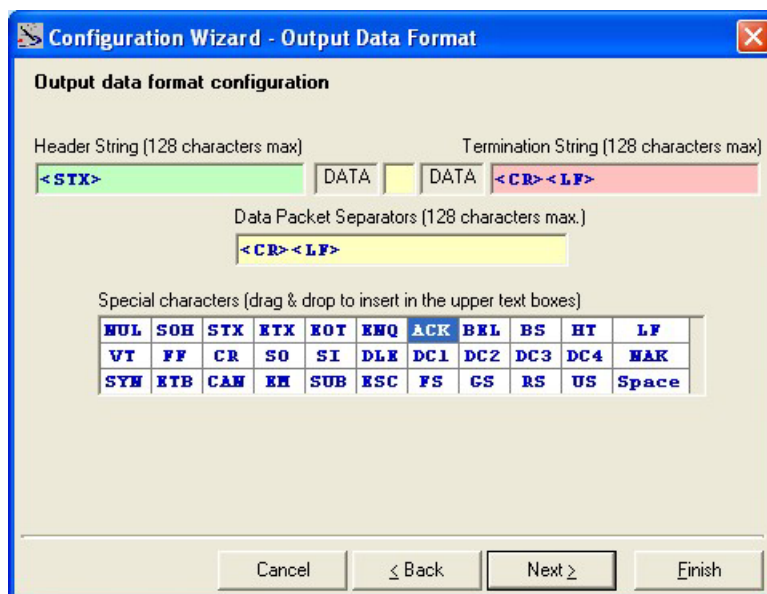 Configuration Wizard - Output Data Format
Output data format configuration
Header String (128 characters max) Termination String (128 characters max)
<STX> DATA DATA <CR><LF>
Data Packet Separators (128 characters max.)
<CR><LF>
Special characters (drag & drop to insert in the upper text boxes)
NUL SOH STX ETX EOT ENQ ACK BEL BS HT LF
VT FF CR SO SI DLE DC1 DC2 DC3 DC4 NAK
SYN ETB CAN EM SUB ESC FS GS RS US Space
Cancel < Back Next > Finish